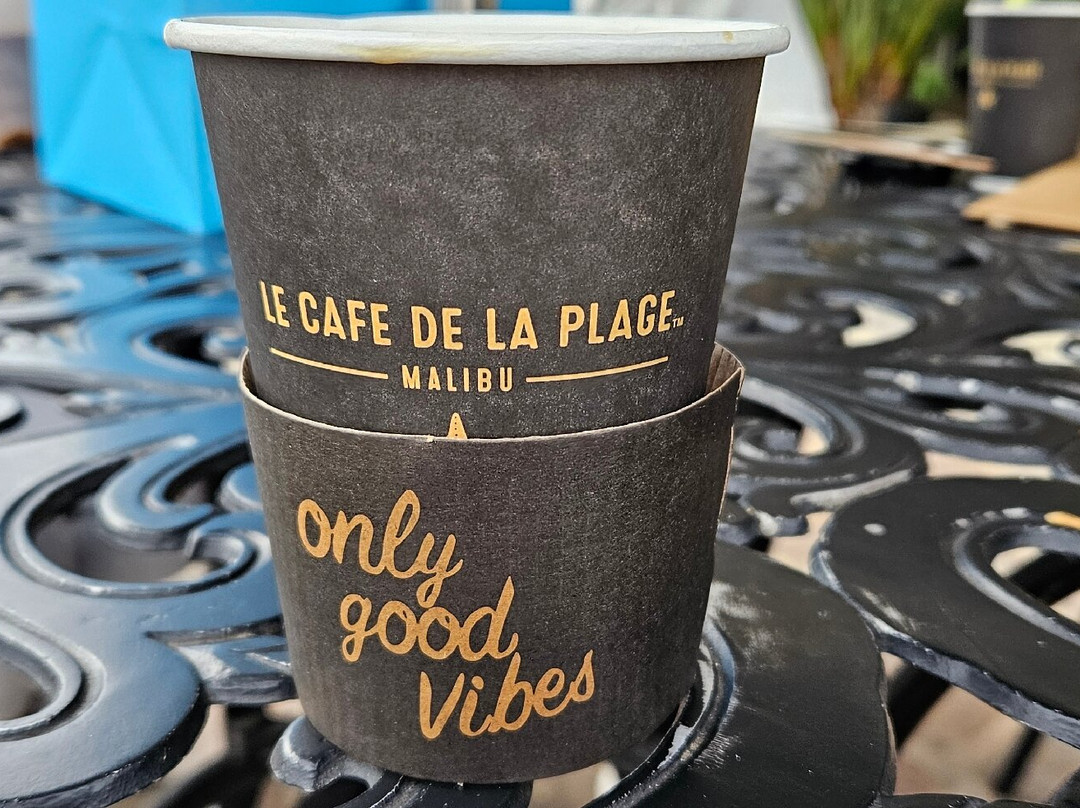 LE CAFE DE LA PLAGE™
MALIBU
only
good
vibes